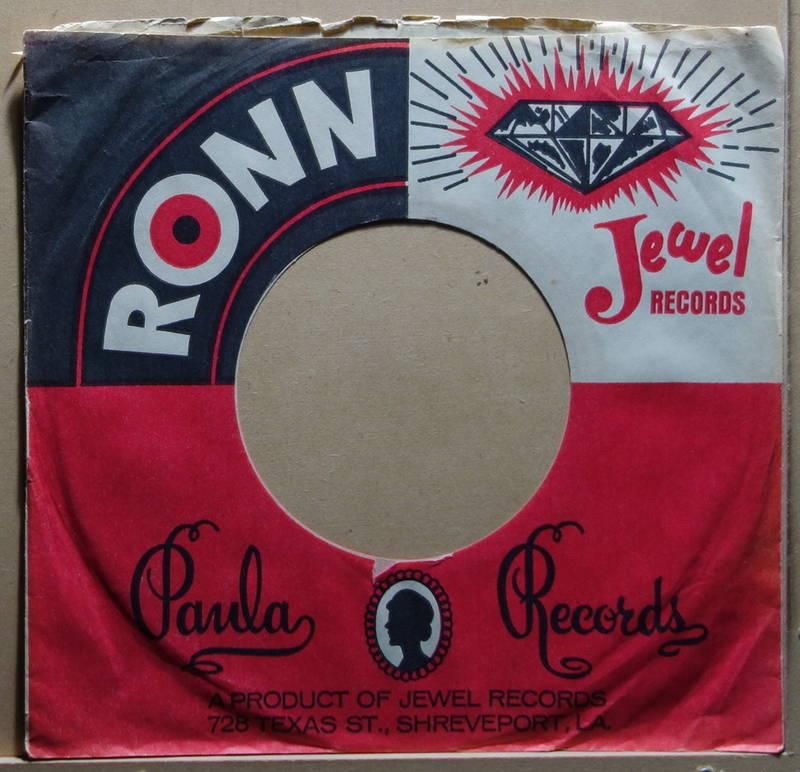 RONN
Jewel
RECORDS
Paula Records
A PRODUCT OF JEWEL RECORDS
728 TEXAS ST., SHREVEPORT, LA.